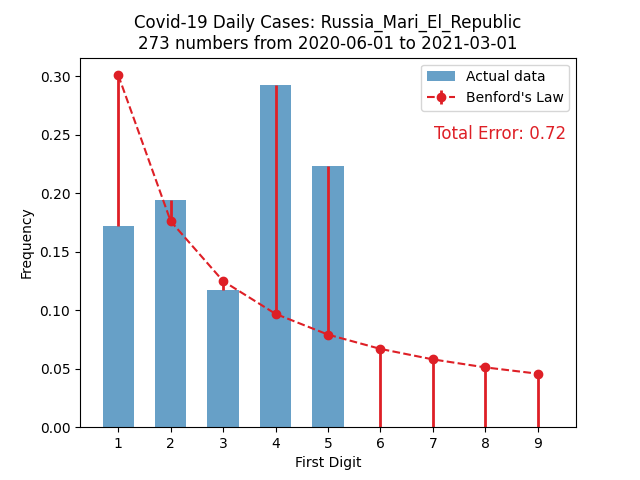 Covid-19 Daily Cases: Russia_Mari_El_Republic
273 numbers from 2020-06-01 to 2021-03-01
Actual data
Benford's Law
Total Error: 0.72
Frequency
0.30
0.25
0.20
0.15
0.10
0.05
0.00
1 2 3 4 5 6 7 8 9
First Digit